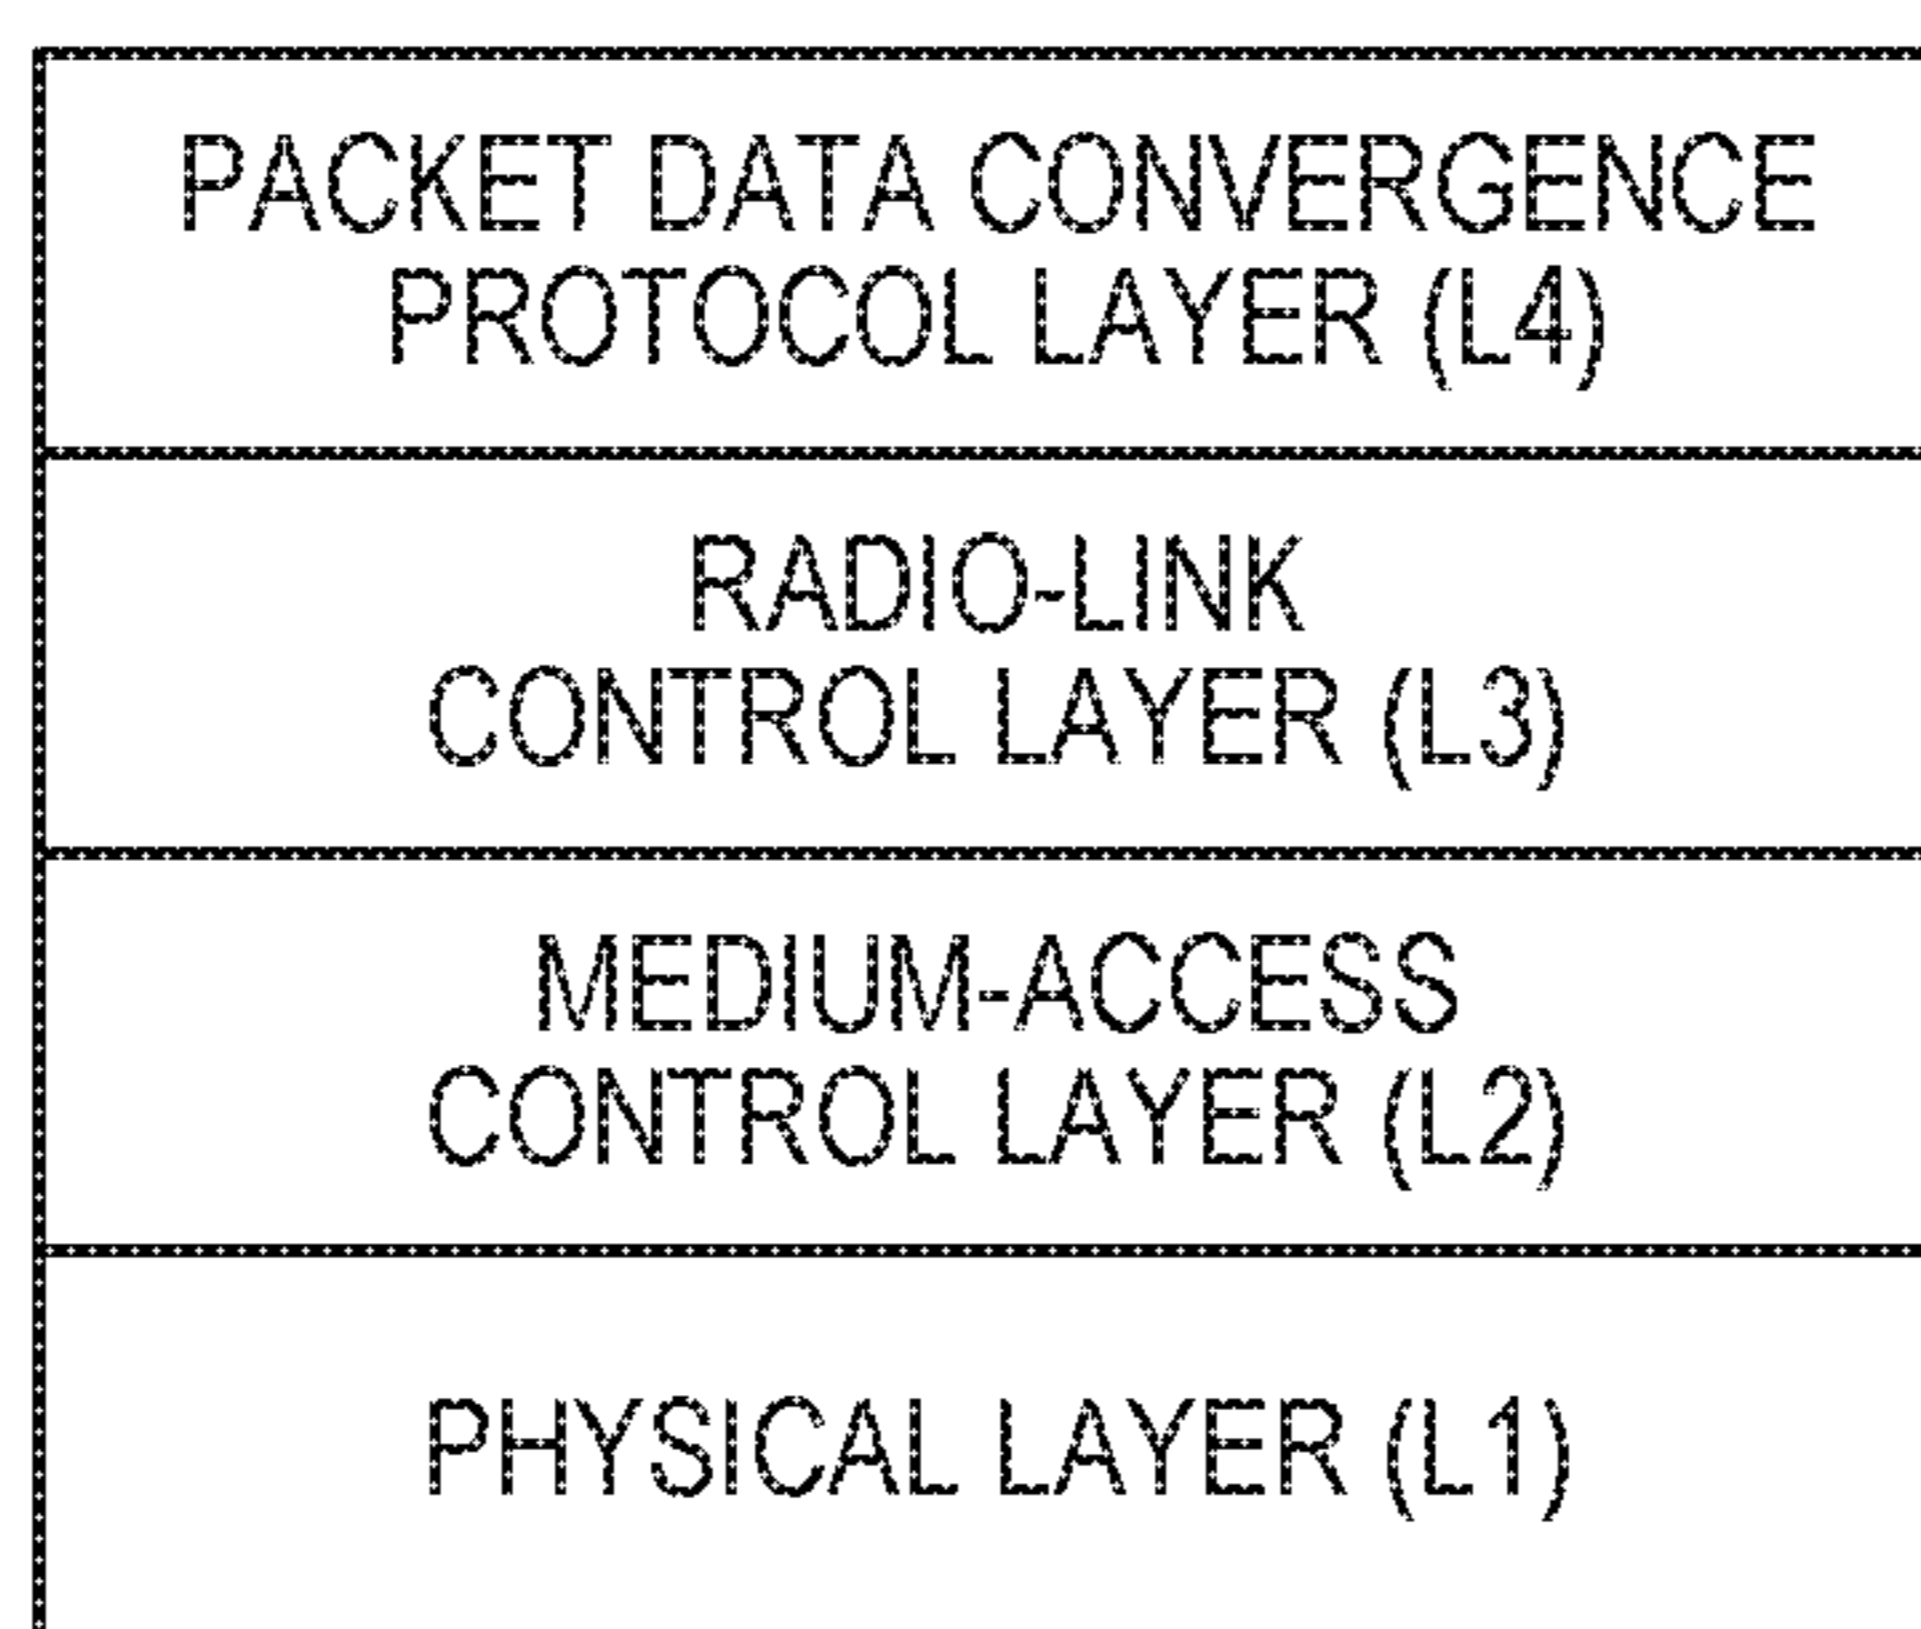 PACKET DATA CONVERGENCE
PROTOCOL LAYER (L4)
RADIO-LINK
CONTROL LAYER (L3)
MEDIUM-ACCESS
CONTROL LAYER (L2)
PHYSICAL LAYER (L1)